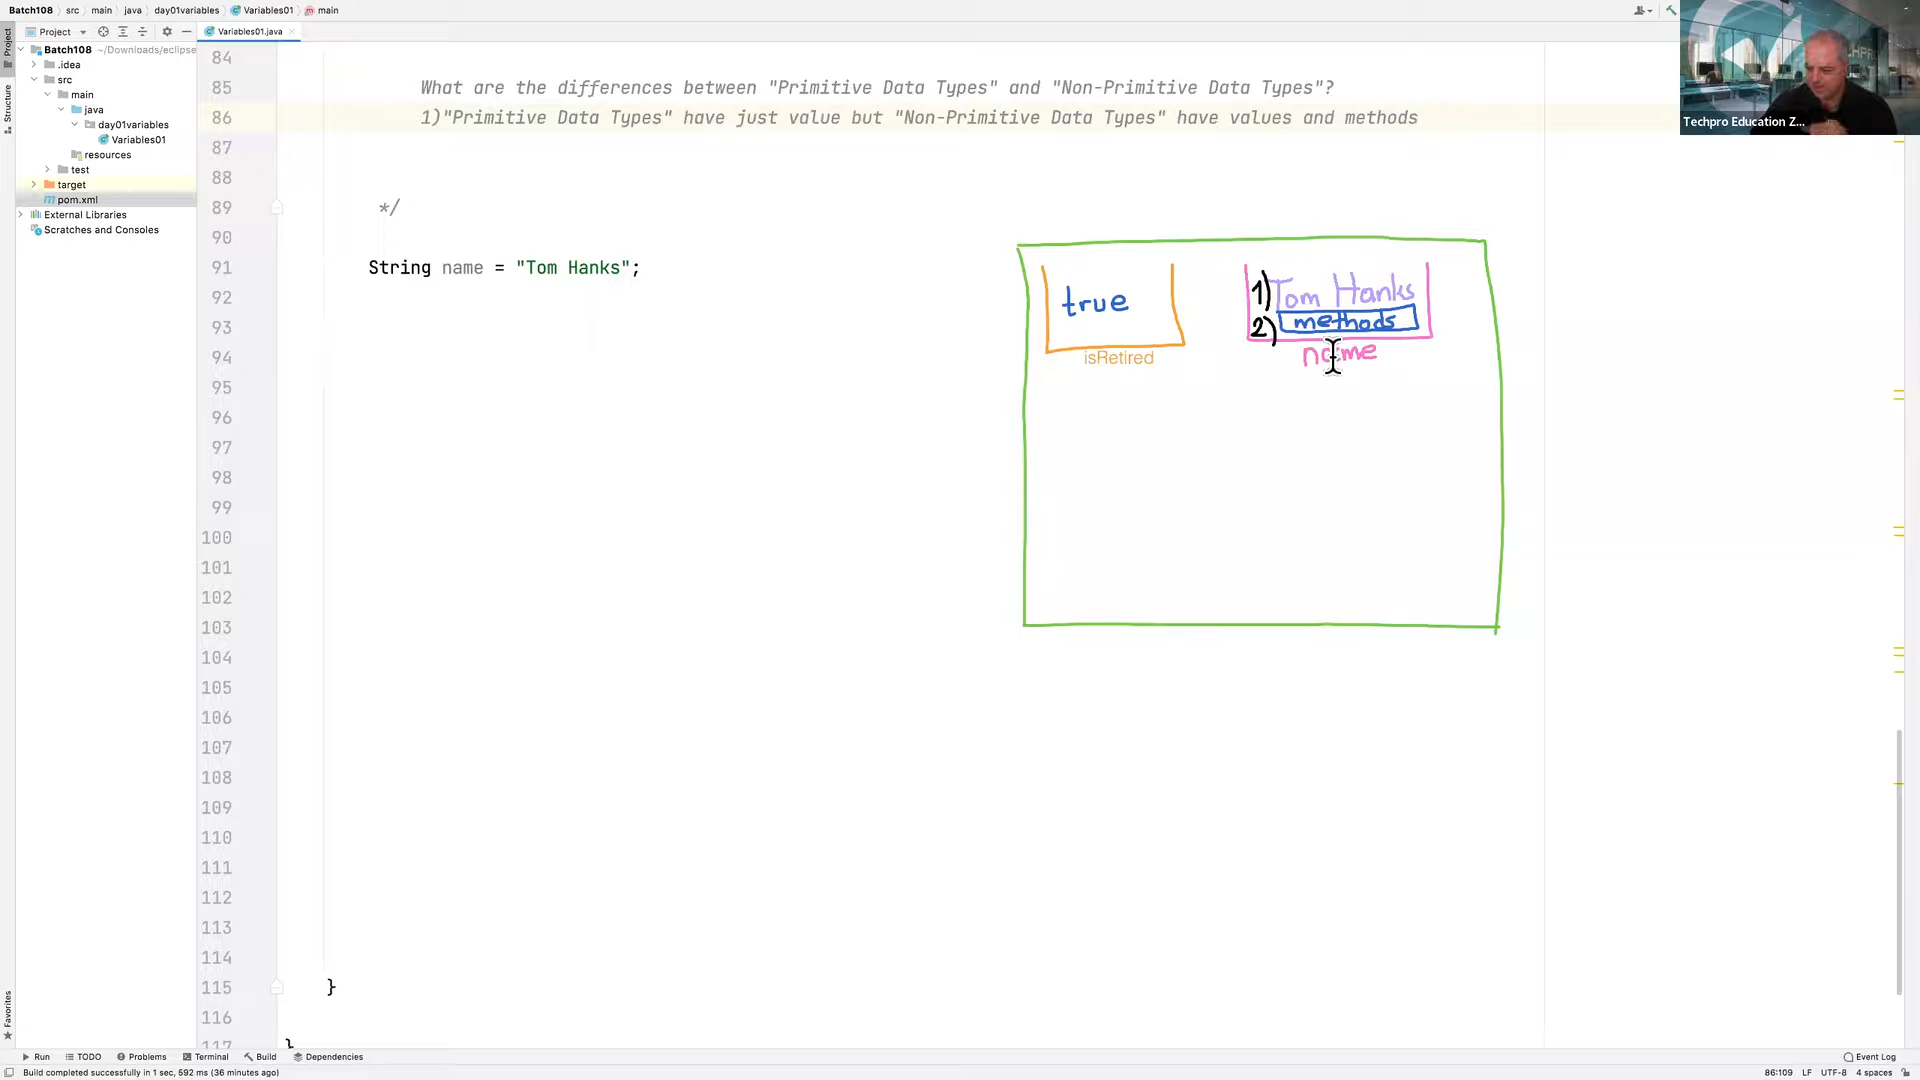 Batch108 src main java day01variables Variables01 main
Project
Variables01.java
Project
Structure
Favorites
Batch108 ~/Downloads/eclipse
.idea
src
main
java
day01variables
Variables01
resources
test
target
pom.xml
External Libraries
Scratches and Consoles
84
85 What are the differences between "Primitive Data Types" and "Non-Primitive Data Types"?
86 1)"Primitive Data Types" have just value but "Non-Primitive Data Types" have values and methods
87
88
89 */
90
91 String name = "Tom Hanks";
92
93
94
95
96
97
98
99
100
101
102
103
104
105
106
107
108
109
110
111
112
113
114
115 }
116
117 }
true
isRetired
1) Tom Hanks
2) methods
name
Techpro Education Z...
Run TODO Problems Terminal Build Dependencies
Event Log
Build completed successfully in 1 sec, 592 ms (36 minutes ago)
86:109 LF UTF-8 4 spaces